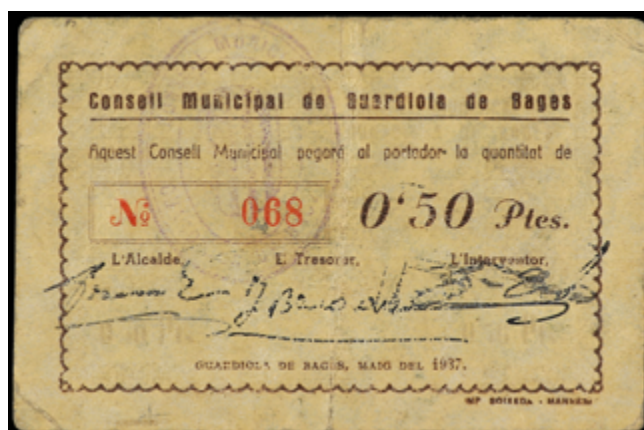 Consell Municipal de Guardiola de Bages
Aquest Consell Municipal pagará al portador la quantitat de
№ 068 0'50 Ptes.
L'Alcalde, El Tresorer, L'Interventor,
GUARDIOLA DE BAGES, MAIG DEL 1937.
IMP BOIXEDA - MANRESA